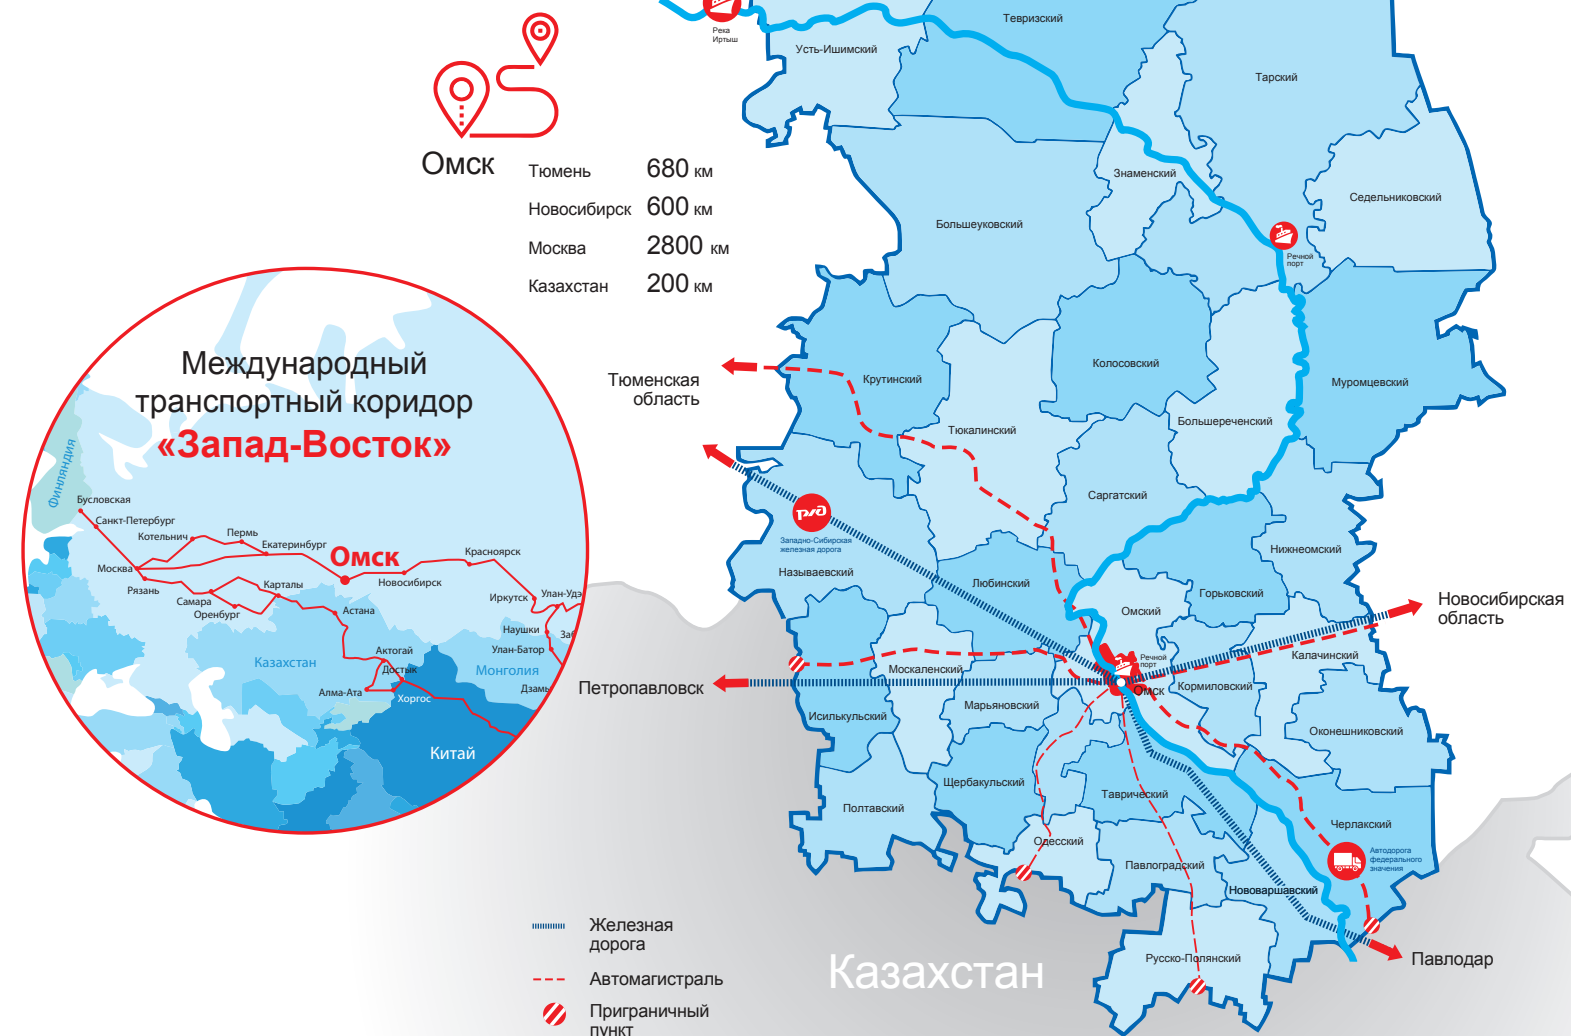 Река
Иртыш
Тевризский
Усть-Ишимский
Тарский
Знаменский
Седельниковский
Большеуковский
Речной
порт
Омск
Тюмень 680 км
Новосибирск 600 км
Москва 2800 км
Казахстан 200 км
Международный
транспортный коридор
«Запад-Восток»
Финляндия
Бусловская
Санкт-Петербург
Котельнич
Пермь
Екатеринбург
Омск
Красноярск
Москва
Новосибирск
Рязань
Самара
Карталы
Оренбург
Астана
Иркутск
Улан-Удэ
Наушки
Заб
Улан-Батор
Казахстан
Актогай
Достык
Монголия
Алма-Ата
Хоргос
Дзамы
Китай
Тюменская
область
Крутинский
Колосовский
Муромцевский
Тюкалинский
Большереченский
Саргатский
РЖД
Западно-Сибирская
железная дорога
Называевский
Любинский
Нижнеомский
Горьковский
Омский
Новосибирская
область
Калачинский
Речной
порт
Омск
Кормиловский
Москаленский
Петропавловск
Марьяновский
Исилькульский
Оконешниковский
Щербакульский
Таврический
Полтавский
Черлакский
Одесский
Автодорога
федерального
значения
Павлоградский
Нововаршавский
Русско-Полянский
Павлодар
Казахстан
Железная
дорога
Автомагистраль
Приграничный
пункт